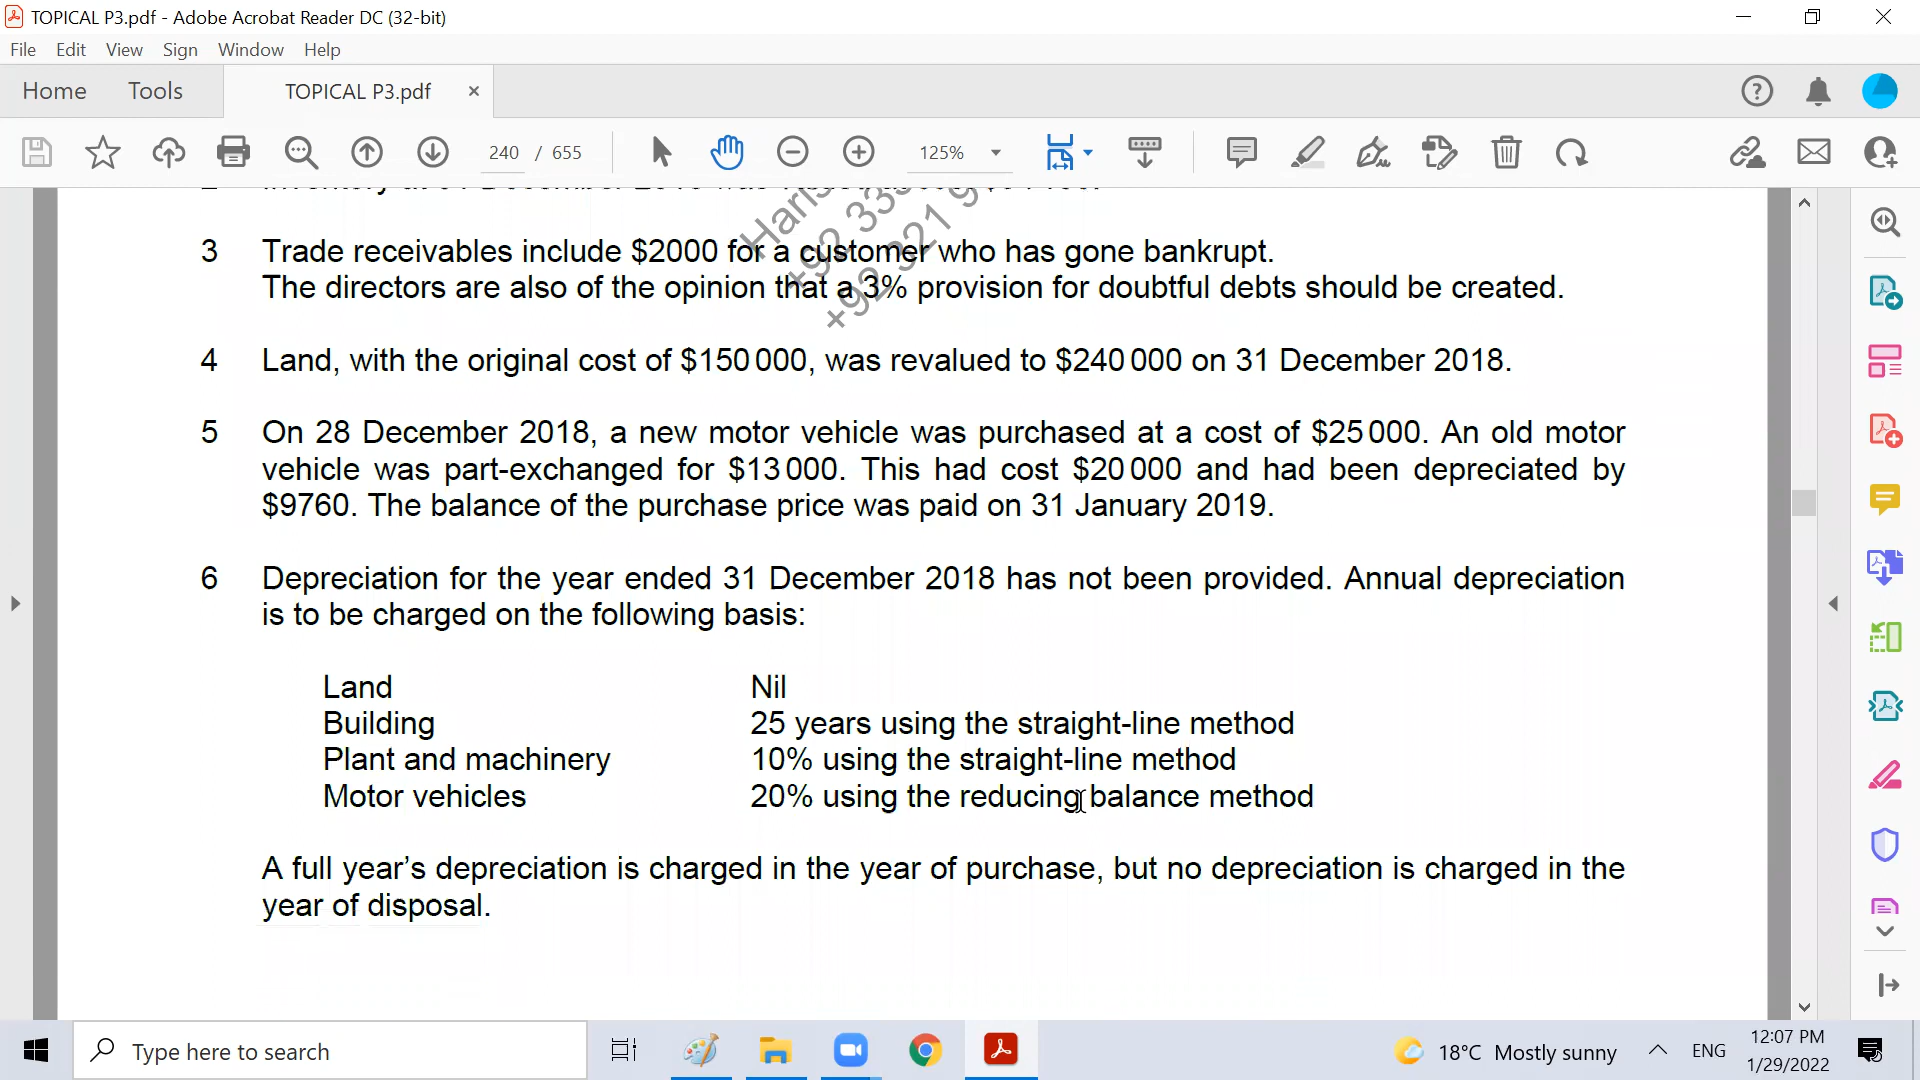 TOPICAL P3.pdf - Adobe Acrobat Reader DC (32-bit)
File Edit View Sign Window Help
Home Tools TOPICAL P3.pdf ×
240 / 655 125%
3 Trade receivables include $2000 for a customer who has gone bankrupt.
The directors are also of the opinion that a 3% provision for doubtful debts should be created.
4 Land, with the original cost of $150 000, was revalued to $240 000 on 31 December 2018.
5 On 28 December 2018, a new motor vehicle was purchased at a cost of $25 000. An old motor
vehicle was part-exchanged for $13 000. This had cost $20 000 and had been depreciated by
$9760. The balance of the purchase price was paid on 31 January 2019.
6 Depreciation for the year ended 31 December 2018 has not been provided. Annual depreciation
is to be charged on the following basis:
Land Nil
Building 25 years using the straight-line method
Plant and machinery 10% using the straight-line method
Motor vehicles 20% using the reducing balance method
A full year's depreciation is charged in the year of purchase, but no depreciation is charged in the
year of disposal.
Type here to search
18°C Mostly sunny
ENG
12:07 PM
1/29/2022